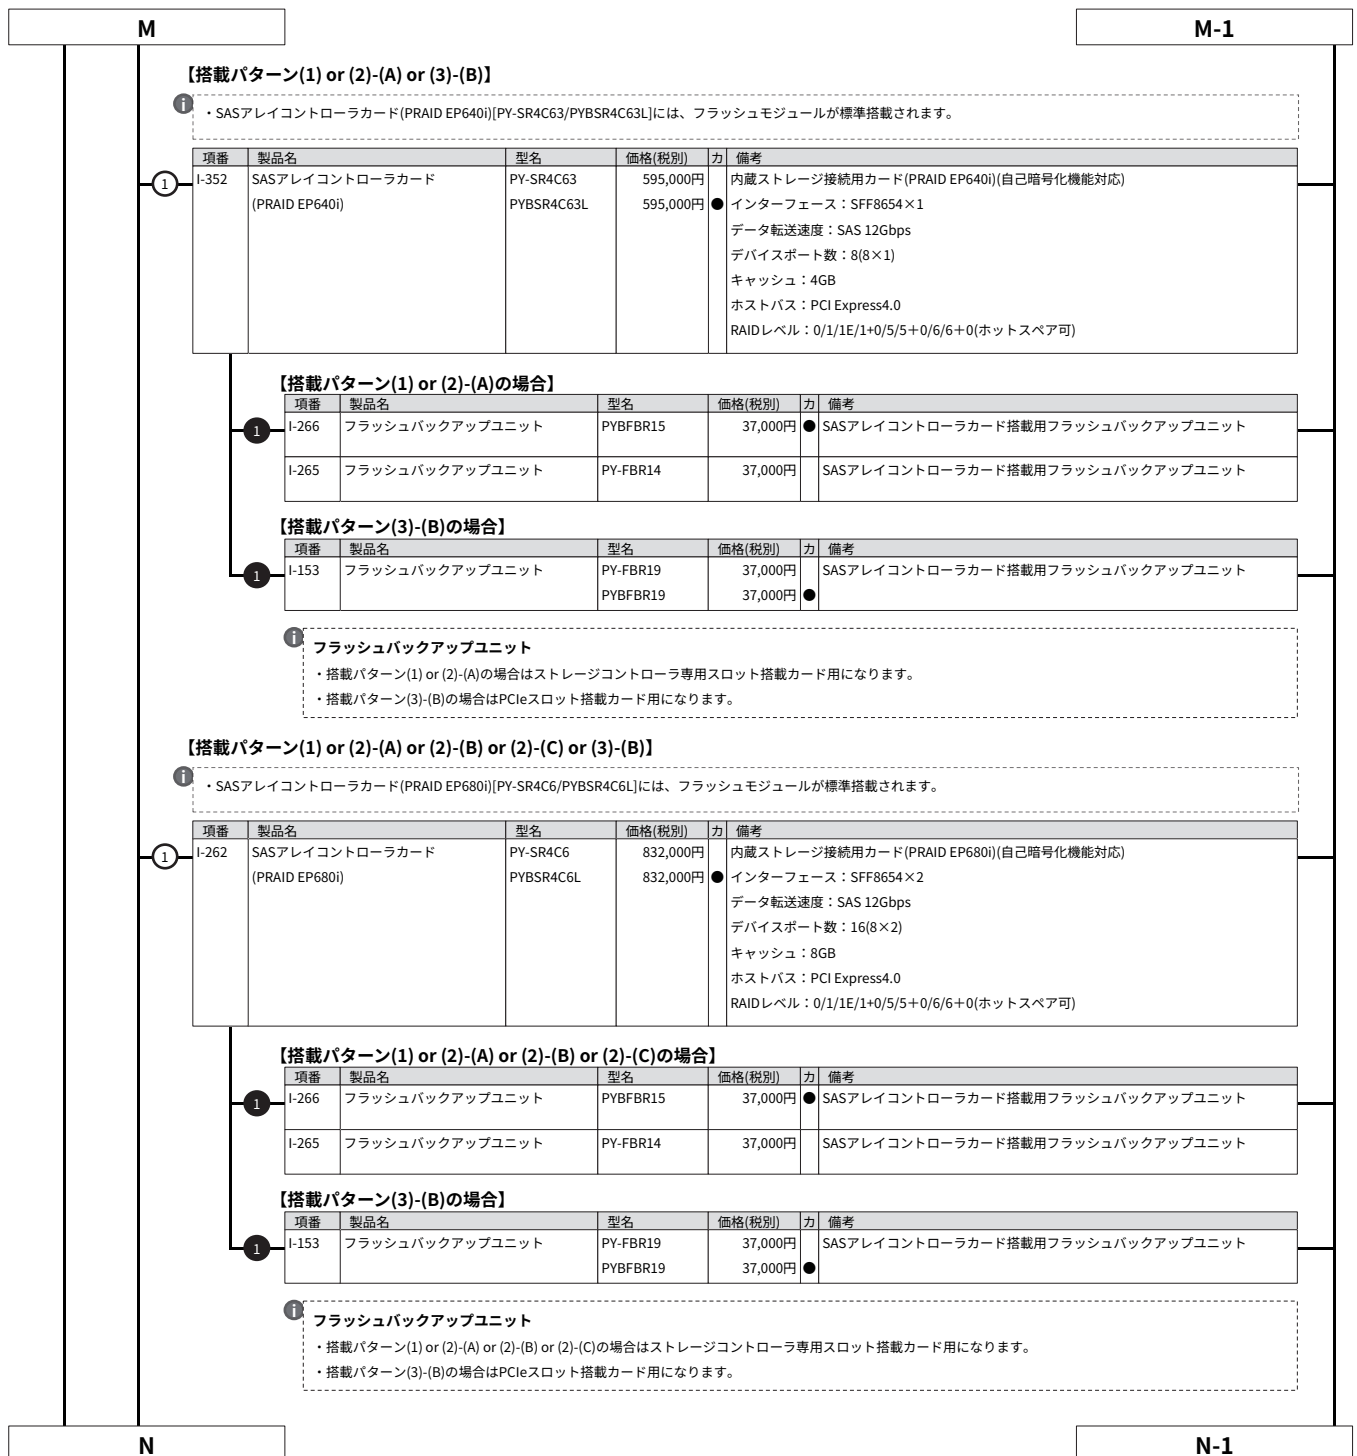 M
M-1
【搭載パターン(1) or (2)-(A) or (3)-(B)】
i
・SASアレイコントローラカード(PRAID EP640i)[PY-SR4C63/PYBSR4C63L]には、フラッシュモジュールが標準搭載されます。
項番 製品名 型名 価格(税別) カ 備考
1 I-352 SASアレイコントローラカード PY-SR4C63 595,000円 内蔵ストレージ接続用カード(PRAID EP640i)(自己暗号化機能対応)
(PRAID EP640i) PYBSR4C63L 595,000円 ● インターフェース：SFF8654×1
データ転送速度：SAS 12Gbps
デバイスポート数：8(8×1)
キャッシュ：4GB
ホストバス：PCI Express4.0
RAIDレベル：0/1/1E/1+0/5/5＋0/6/6＋0(ホットスペア可)
【搭載パターン(1) or (2)-(A)の場合】
項番 製品名 型名 価格(税別) カ 備考
1 I-266 フラッシュバックアップユニット PYBFBR15 37,000円 ● SASアレイコントローラカード搭載用フラッシュバックアップユニット
I-265 フラッシュバックアップユニット PY-FBR14 37,000円 SASアレイコントローラカード搭載用フラッシュバックアップユニット
【搭載パターン(3)-(B)の場合】
項番 製品名 型名 価格(税別) カ 備考
1 I-153 フラッシュバックアップユニット PY-FBR19 37,000円 SASアレイコントローラカード搭載用フラッシュバックアップユニット
PYBFBR19 37,000円 ●
i
フラッシュバックアップユニット
・搭載パターン(1) or (2)-(A)の場合はストレージコントローラ専用スロット搭載カード用になります。
・搭載パターン(3)-(B)の場合はPCIeスロット搭載カード用になります。
【搭載パターン(1) or (2)-(A) or (2)-(B) or (2)-(C) or (3)-(B)】
i
・SASアレイコントローラカード(PRAID EP680i)[PY-SR4C6/PYBSR4C6L]には、フラッシュモジュールが標準搭載されます。
項番 製品名 型名 価格(税別) カ 備考
1 I-262 SASアレイコントローラカード PY-SR4C6 832,000円 内蔵ストレージ接続用カード(PRAID EP680i)(自己暗号化機能対応)
(PRAID EP680i) PYBSR4C6L 832,000円 ● インターフェース：SFF8654×2
データ転送速度：SAS 12Gbps
デバイスポート数：16(8×2)
キャッシュ：8GB
ホストバス：PCI Express4.0
RAIDレベル：0/1/1E/1+0/5/5＋0/6/6＋0(ホットスペア可)
【搭載パターン(1) or (2)-(A) or (2)-(B) or (2)-(C)の場合】
項番 製品名 型名 価格(税別) カ 備考
1 I-266 フラッシュバックアップユニット PYBFBR15 37,000円 ● SASアレイコントローラカード搭載用フラッシュバックアップユニット
I-265 フラッシュバックアップユニット PY-FBR14 37,000円 SASアレイコントローラカード搭載用フラッシュバックアップユニット
【搭載パターン(3)-(B)の場合】
項番 製品名 型名 価格(税別) カ 備考
1 I-153 フラッシュバックアップユニット PY-FBR19 37,000円 SASアレイコントローラカード搭載用フラッシュバックアップユニット
PYBFBR19 37,000円 ●
i
フラッシュバックアップユニット
・搭載パターン(1) or (2)-(A) or (2)-(B) or (2)-(C)の場合はストレージコントローラ専用スロット搭載カード用になります。
・搭載パターン(3)-(B)の場合はPCIeスロット搭載カード用になります。
N
N-1